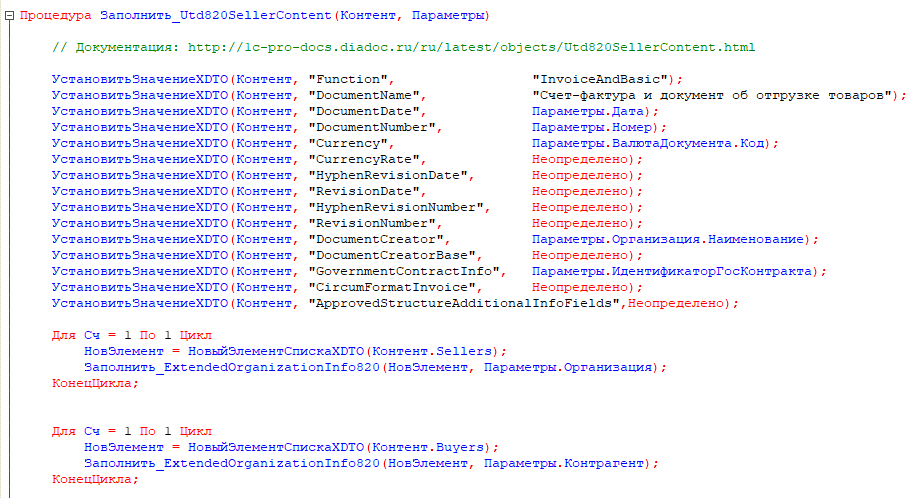 Процедура Заполнить_Utd820SellerContent(Контент, Параметры)
// Документация: http://1c-pro-docs.diadoc.ru/ru/latest/objects/Utd820SellerContent.html
УстановитьЗначениеXDTO(Контент, "Function", "InvoiceAndBasic");
УстановитьЗначениеXDTO(Контент, "DocumentName", "Счет-фактура и документ об отгрузке товаров");
УстановитьЗначениеXDTO(Контент, "DocumentDate", Параметры.Дата);
УстановитьЗначениеXDTO(Контент, "DocumentNumber", Параметры.Номер);
УстановитьЗначениеXDTO(Контент, "Currency", Параметры.ВалютаДокумента.Код);
УстановитьЗначениеXDTO(Контент, "CurrencyRate", Неопределено);
УстановитьЗначениеXDTO(Контент, "HyphenRevisionDate", Неопределено);
УстановитьЗначениеXDTO(Контент, "RevisionDate", Неопределено);
УстановитьЗначениеXDTO(Контент, "HyphenRevisionNumber", Неопределено);
УстановитьЗначениеXDTO(Контент, "RevisionNumber", Неопределено);
УстановитьЗначениеXDTO(Контент, "DocumentCreator", Параметры.Организация.Наименование);
УстановитьЗначениеXDTO(Контент, "DocumentCreatorBase", Неопределено);
УстановитьЗначениеXDTO(Контент, "GovernmentContractInfo", Параметры.ИдентификаторГосКонтракта);
УстановитьЗначениеXDTO(Контент, "CircumFormatInvoice", Неопределено);
УстановитьЗначениеXDTO(Контент, "ApprovedStructureAdditionalInfoFields",Неопределено);
Для Сч = 1 По 1 Цикл
НовЭлемент = НовыйЭлементСпискаXDTO(Контент.Sellers);
Заполнить_ExtendedOrganizationInfo820(НовЭлемент, Параметры.Организация);
КонецЦикла;
Для Сч = 1 По 1 Цикл
НовЭлемент = НовыйЭлементСпискаXDTO(Контент.Buyers);
Заполнить_ExtendedOrganizationInfo820(НовЭлемент, Параметры.Контрагент);
КонецЦикла;